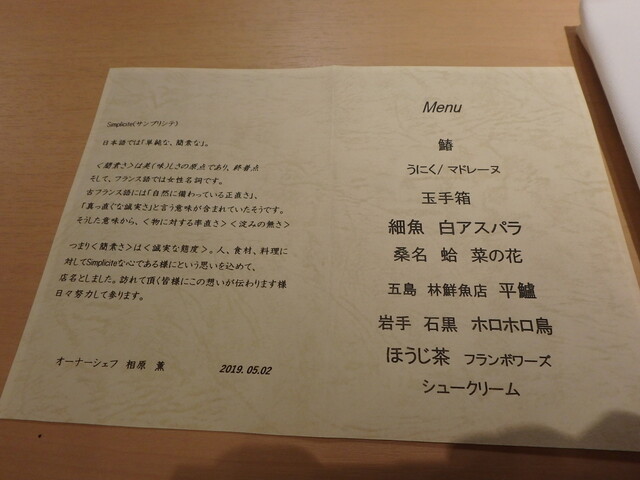 Simplicité(サンプリシテ)
日本語では「単純な、簡素な」。
<簡素さ>は美(味)しさの原点であり、終着点
そして、フランス語では女性名詞です。
古フランス語には「自然に備わっている正直さ」、
「真っ直ぐな誠実さ」と言う意味が含まれていたそうです。
そうした意味から、<物に対する率直さ><淀みの無さ>
つまり<簡素さ>は<誠実な態度>。人、食材、料理に
対してSimpliciteな心である様にという思いを込めて、
店名としました。訪れて頂く皆様にこの想いが伝わります様
日々努力して参ります。
オーナーシェフ 相原 薫
2019.05.02
Menu
鰆
うにく/ マドレーヌ
玉手箱
細魚 白アスパラ
桑名 蛤 菜の花
五島 林鮮魚店 平鱸
岩手 石黒 ホロホロ鳥
ほうじ茶 フランボワーズ
シュークリーム